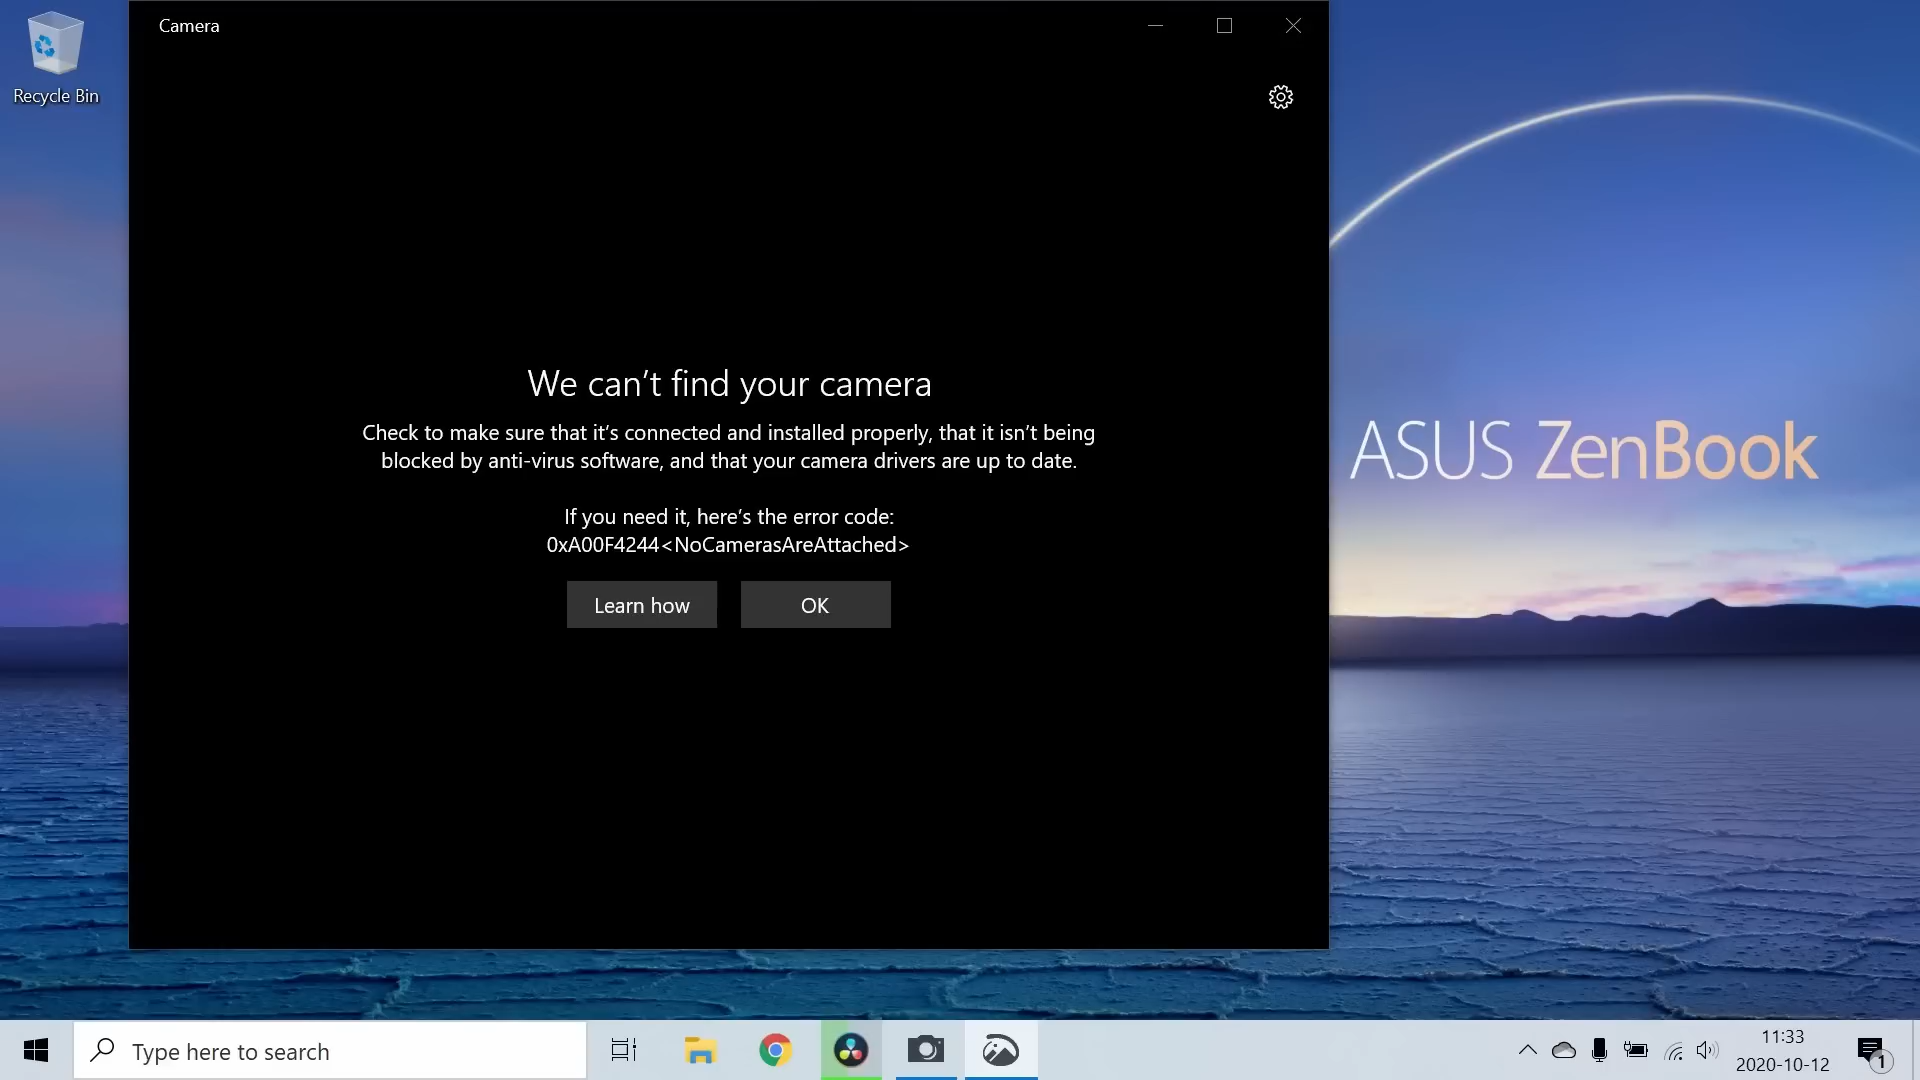 Camera
Recycle Bin
We can’t find your camera
Check to make sure that it’s connected and installed properly, that it isn’t being
blocked by anti-virus software, and that your camera drivers are up to date.
If you need it, here’s the error code:
0xA00F4244<NoCamerasAreAttached>
Learn how
OK
ASUS ZenBook
Type here to search
11:33
2020-10-12
1